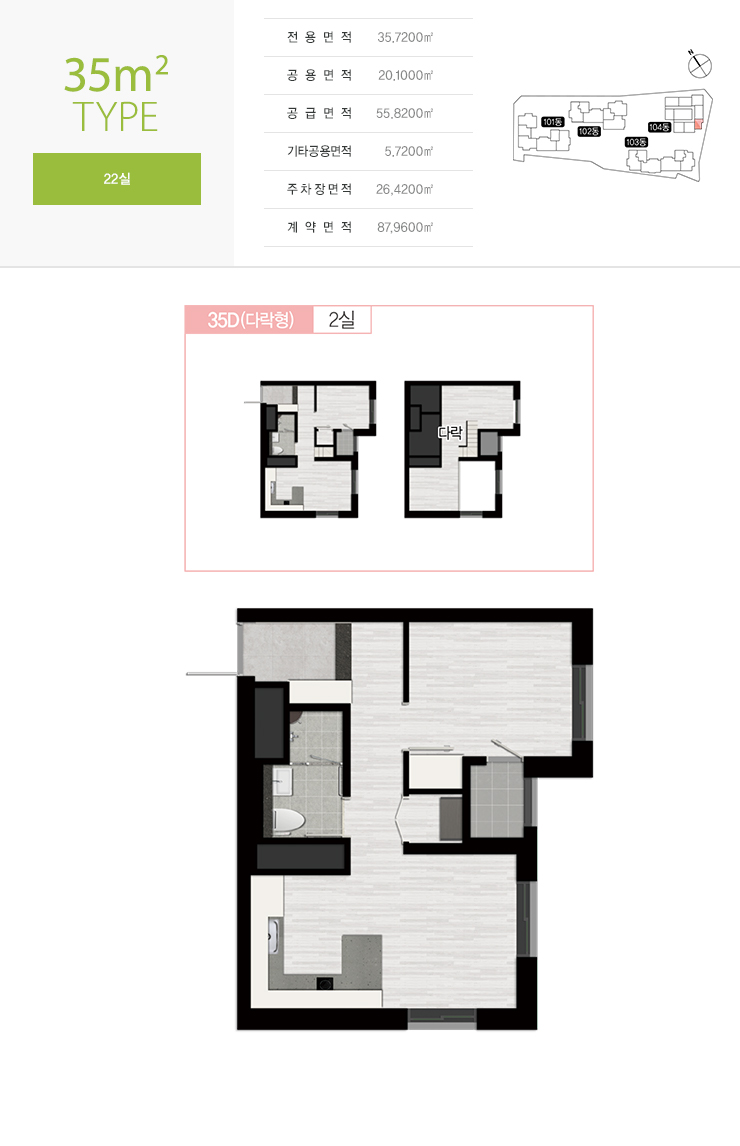 35m²
TYPE
22실
전용면적 35,7200㎡
공용면적 20,1000㎡
공급면적 55,8200㎡
기타공용면적 5,7200㎡
주차장면적 26,4200㎡
계약면적 87,9600㎡
N
101동
102동
104동
103동
35D(다락형) 2실
다락